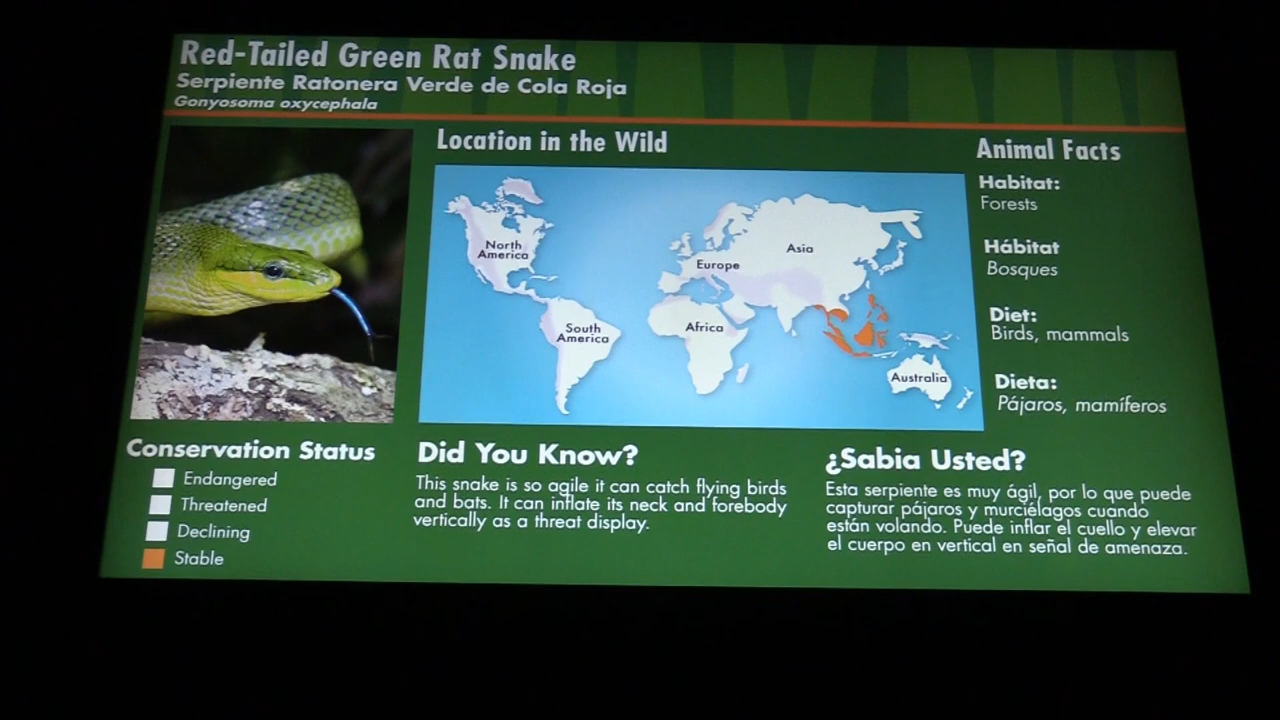 Red-Tailed Green Rat Snake
Serpiente Ratonera Verde de Cola Roja
Gonyosoma oxycephala
Location in the Wild
North
America
South
America
Europe
Africa
Asia
Australia
Animal Facts
Habitat:
Forests
Hábitat
Bosques
Diet:
Birds, mammals
Dieta:
Pájaros, mamíferos
Conservation Status
Endangered
Threatened
Declining
Stable
Did You Know?
This snake is so agile it can catch flying birds
and bats. It can inflate its neck and forebody
vertically as a threat display.
¿Sabia Usted?
Esta serpiente es muy ágil, por lo que puede
capturar pájaros y murciélagos cuando
están volando. Puede inflar el cuello y elevar
el cuerpo en vertical en señal de amenaza.